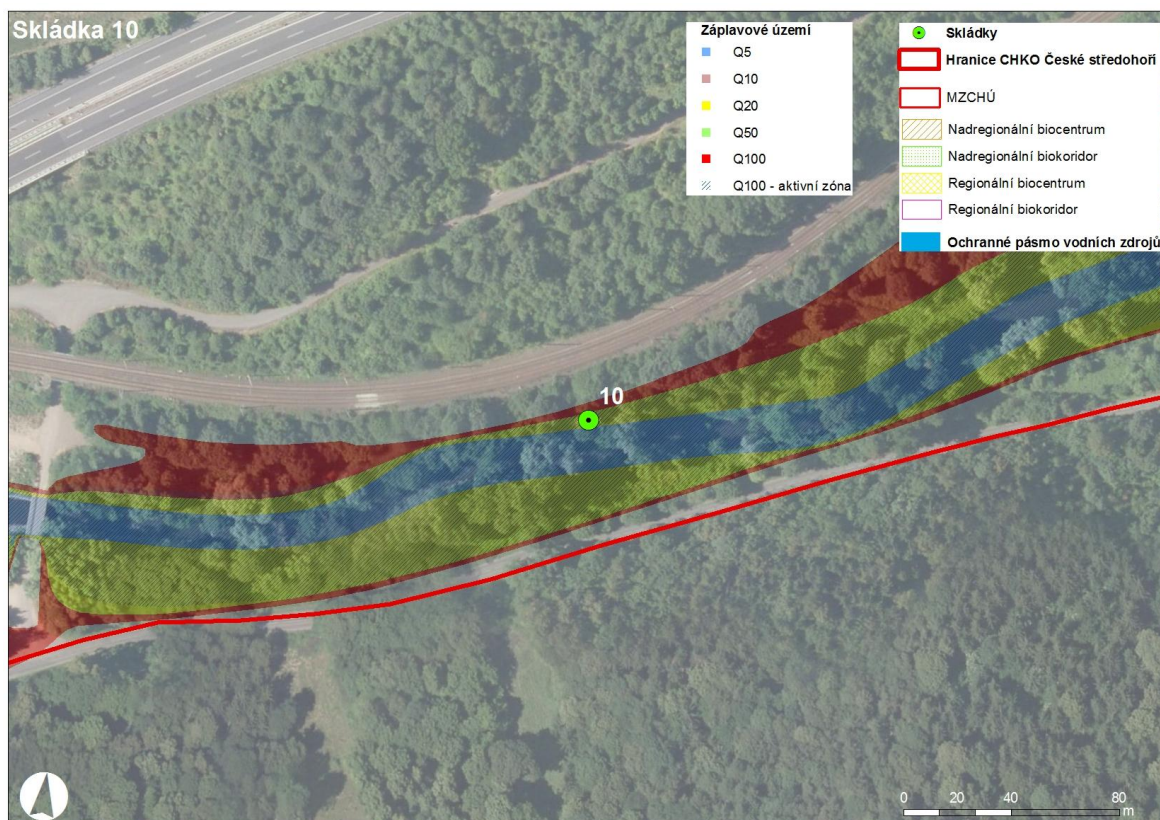 Skládka 10
Záplavové území
Q5
Q10
Q20
Q50
Q100
Q100 - aktivní zóna
Skládky
Hranice CHKO České středohoří
MZCHÚ
Nadregionální biocentrum
Nadregionální biokoridor
Regionální biocentrum
Regionální biokoridor
Ochranné pásmo vodních zdrojů
10
0 20 40 80
m